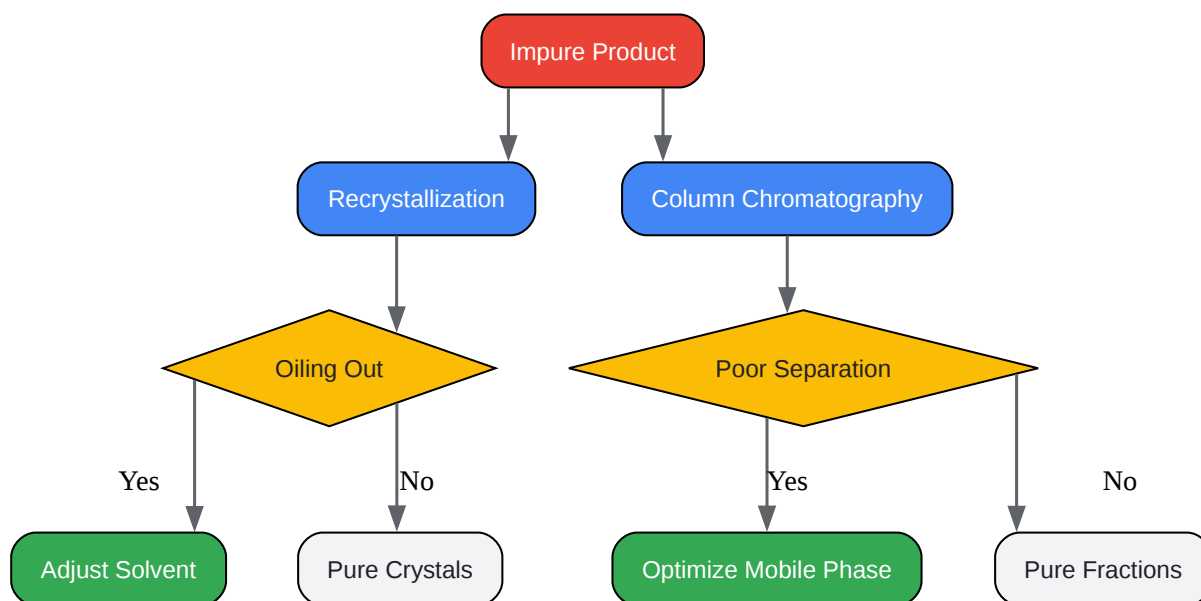 Impure Product
Recrystallization
Column Chromatography
Oiling Out
Poor Separation
Yes
No
Yes
No
Adjust Solvent
Pure Crystals
Optimize Mobile Phase
Pure Fractions